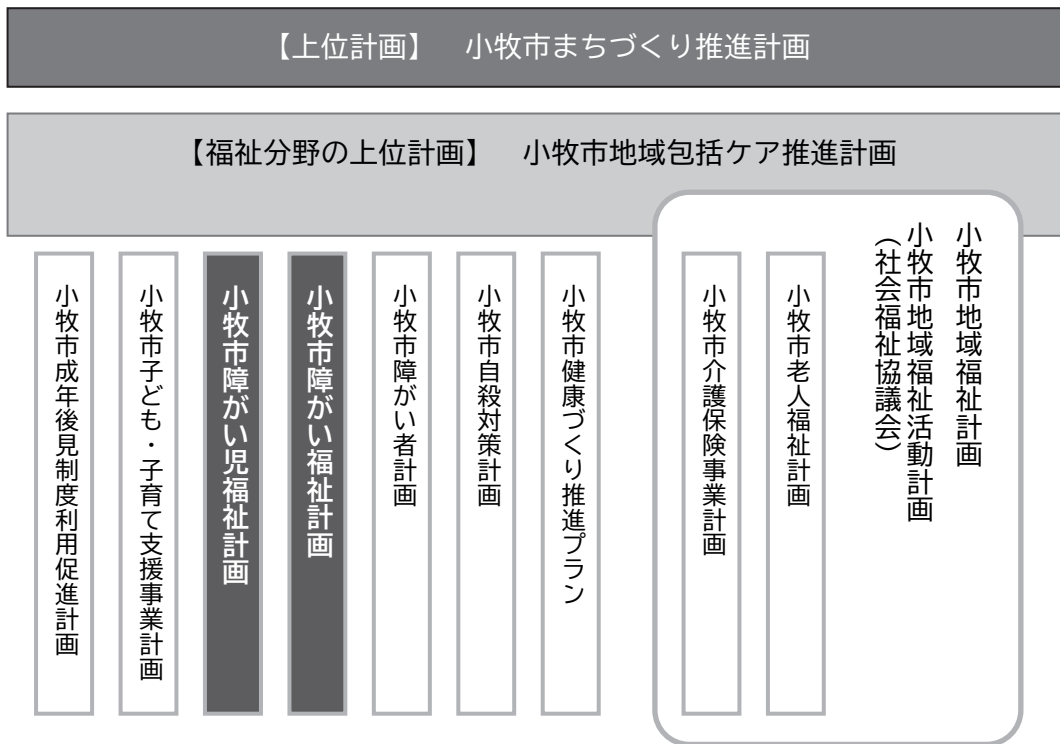 【上位計画】　小牧市まちづくり推進計画
【福祉分野の上位計画】　小牧市地域包括ケア推進計画
小牧市地域福祉計画
小牧市地域福祉活動計画
（社会福祉協議会）
小牧市老人福祉計画
小牧市介護保険事業計画
小牧市健康づくり推進プラン
小牧市自殺対策計画
小牧市障がい者計画
小牧市障がい福祉計画
小牧市障がい児福祉計画
小牧市子ども・子育て支援事業計画
小牧市成年後見制度利用促進計画